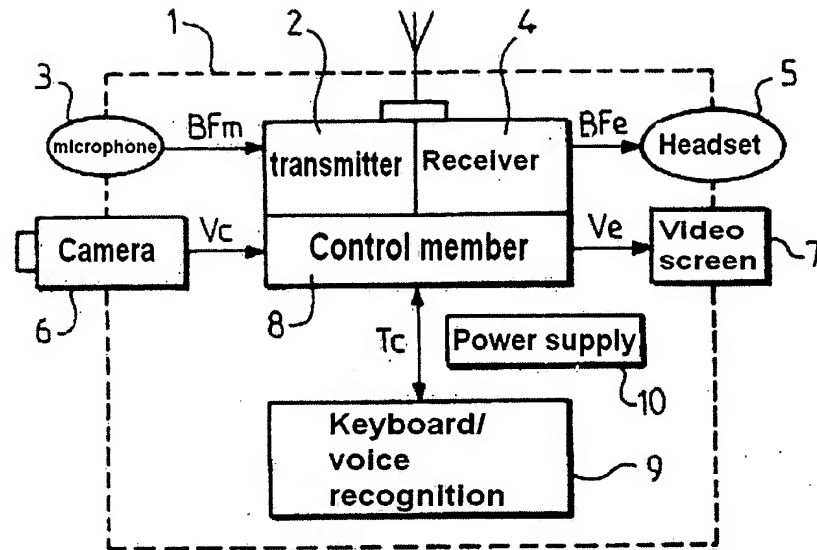 1
2
4
3
5
microphone
BFm
transmitter
Receiver
BFe
Headset
Camera
Vc
Control member
Ve
Video
screen
7
6
8
Tc
Power supply
10
Keyboard/
voice
recognition
9